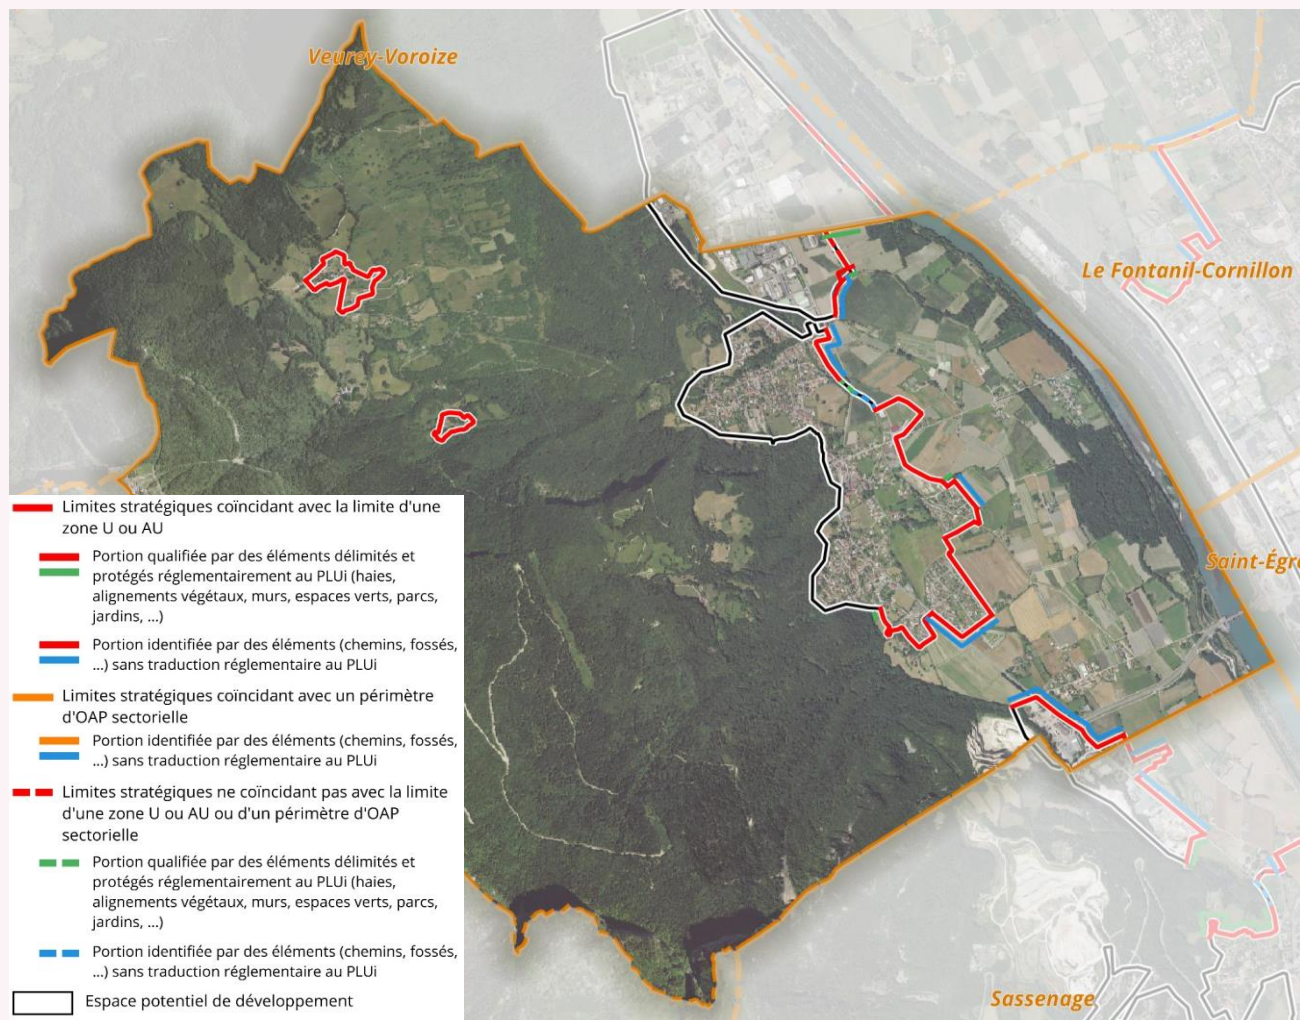 Veurey-Voroize
Le Fontanil-Cornillon
Saint-Égre
Sassenage
Limites stratégiques coïncidant avec la limite d'une
zone U ou AU
Portion qualifiée par des éléments délimités et
protégés réglementairement au PLUi (haies,
alignements végétaux, murs, espaces verts, parcs,
jardins, ...)
Portion identifiée par des éléments (chemins, fossés,
...) sans traduction réglementaire au PLUi
Limites stratégiques coïncidant avec un périmètre
d'OAP sectorielle
Portion identifiée par des éléments (chemins, fossés,
...) sans traduction réglementaire au PLUi
Limites stratégiques ne coïncidant pas avec la limite
d'une zone U ou AU ou d'un périmètre d'OAP
sectorielle
Portion qualifiée par des éléments délimités et
protégés réglementairement au PLUi (haies,
alignements végétaux, murs, espaces verts, parcs,
jardins, ...)
Portion identifiée par des éléments (chemins, fossés,
...) sans traduction réglementaire au PLUi
Espace potentiel de développement